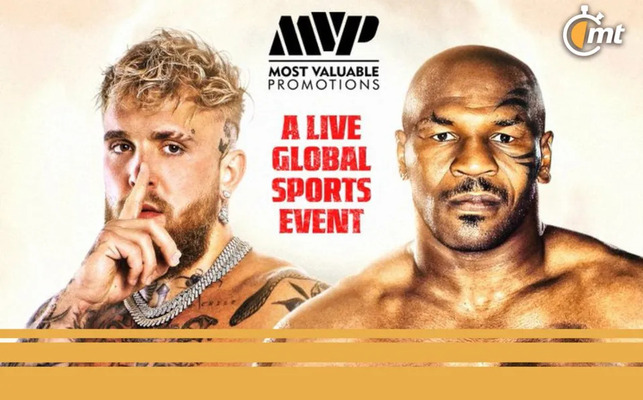 MVP
MOST VALUABLE
PROMOTIONS
A LIVE
GLOBAL
SPORTS
EVENT
mt